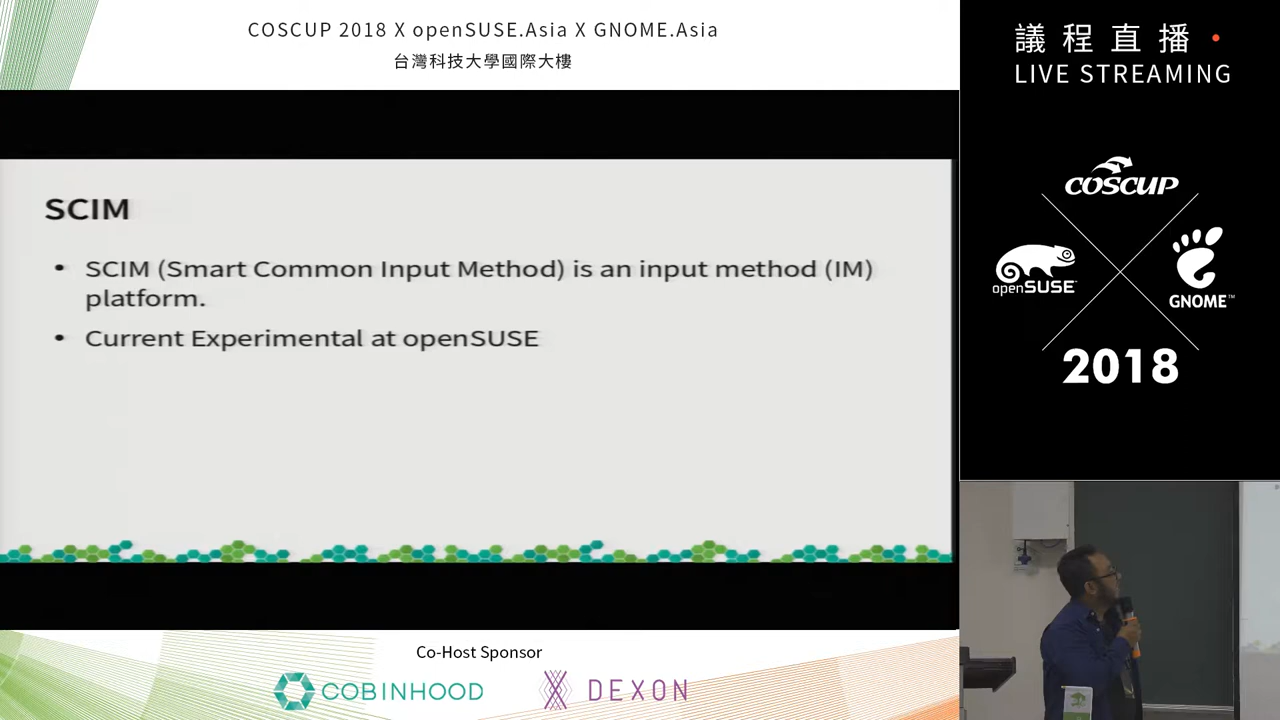 COSCUP 2018 X openSUSE.Asia X GNOME.Asia
台灣科技大學國際大樓
SCIM
• SCIM (Smart Common Input Method) is an input method (IM)
platform.
• Current Experimental at openSUSE
Co-Host Sponsor
COBINHOOD
DEXON
議程直播
LIVE STREAMING
COSCUP
openSUSE
GNOME™
2018